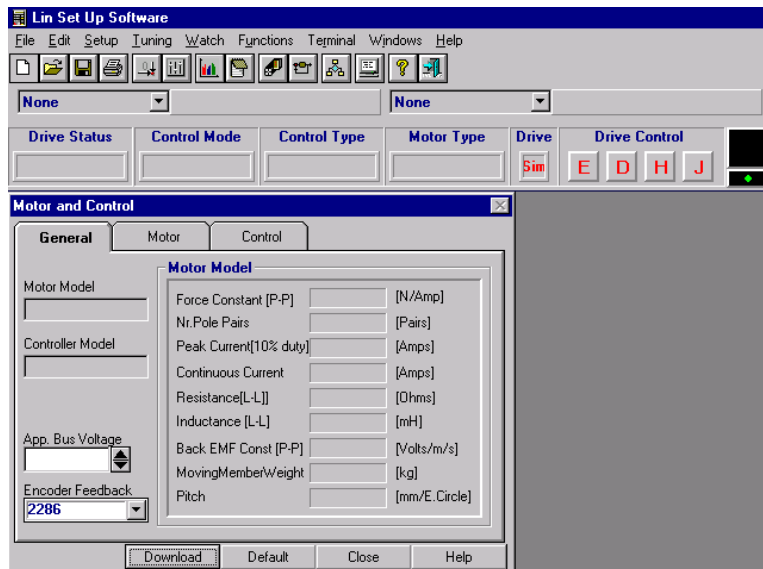 Lin Set Up Software
File Edit Setup Tuning Watch Functions Terminal Windows Help
None None
Drive Status Control Mode Control Type Motor Type Drive Drive Control
Sim E D H J
Motor and Control
General Motor Control
Motor Model
Motor Model
Force Constant [P-P] [N/Amp]
Nr.Pole Pairs [Pairs]
Controller Model
Peak Current[10% duty] [Amps]
Continuous Current [Amps]
Resistance[L-L]] [Ohms]
Inductance [L-L] [mH]
App. Bus Voltage
Back EMF Const [P-P] [Volts/m/s]
MovingMemberWeight [kg]
Encoder Feedback
Pitch [mm/E.Circle]
2286
Download Default Close Help